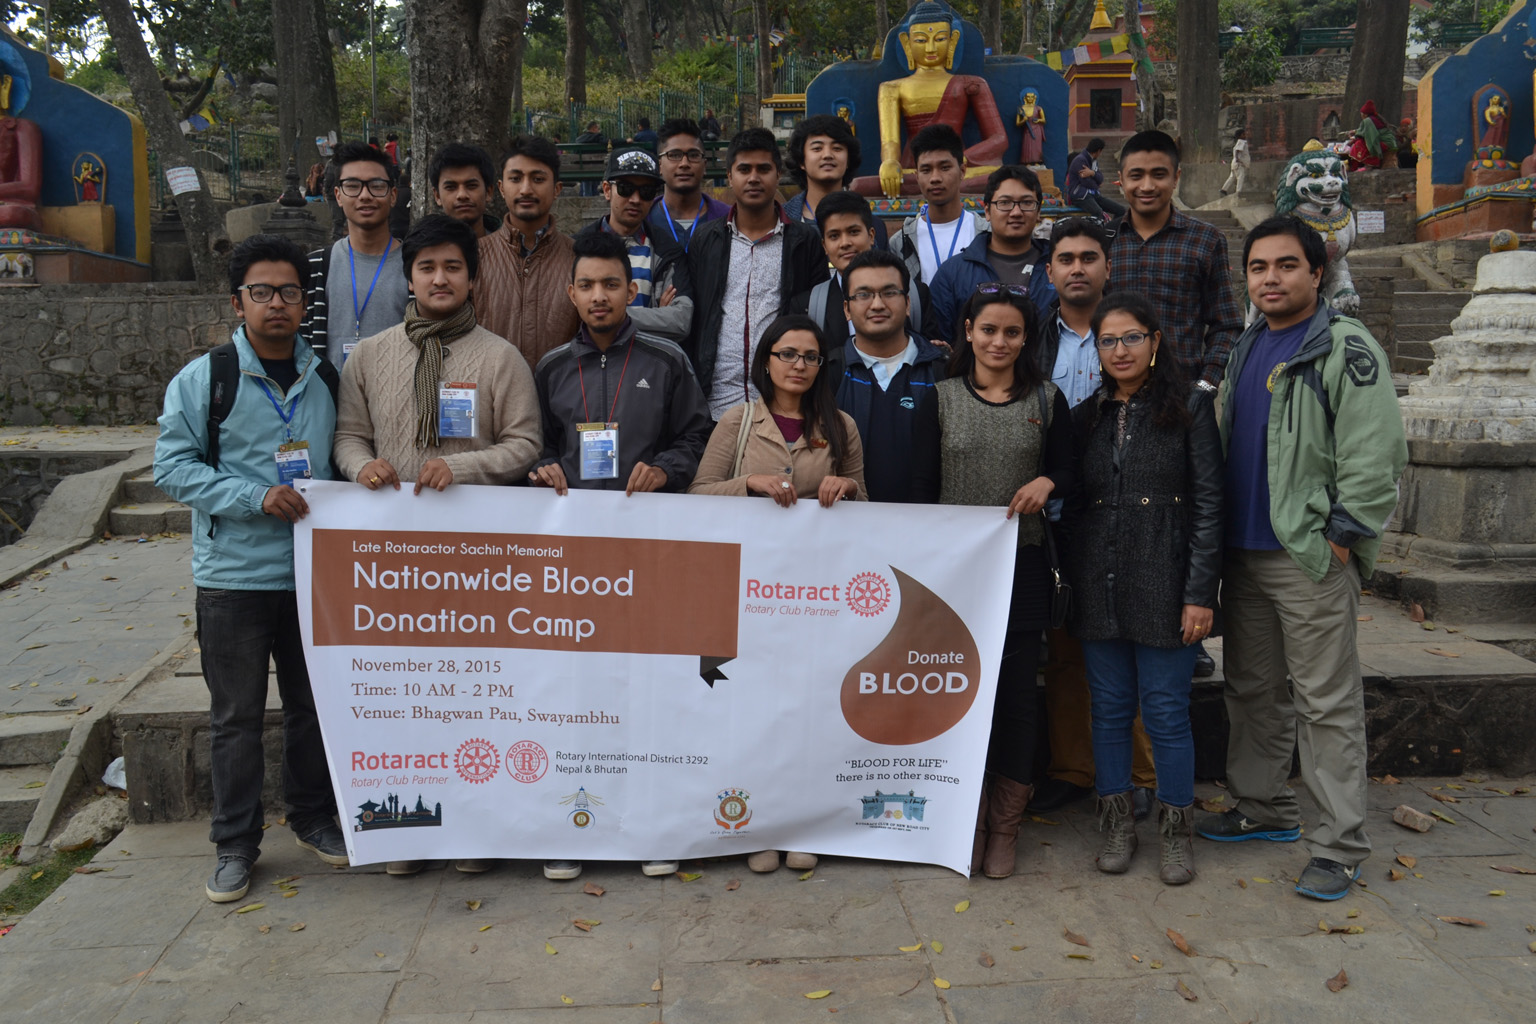 Late Rotaractor Sachin Memorial
Nationwide Blood
Donation Camp
November 28, 2015
Time: 10 AM - 2 PM
Venue: Bhagwan Pau, Swayambhu
Rotaract
Rotary Club Partner
Donate
BLOOD
"BLOOD FOR LIFE"
there is no other source
Rotaract
Rotary Club Partner
ROTARACT
R
CLUB
Rotary International District 3292
Nepal & Bhutan